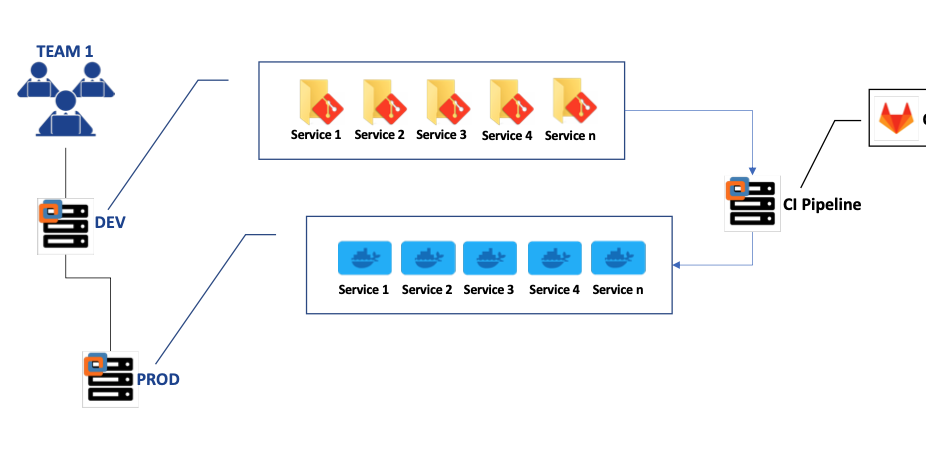 TEAM 1
Service 1
Service 2
Service 3
Service 4
Service n
DEV
CI Pipeline
Service 1
Service 2
Service 3
Service 4
Service n
PROD